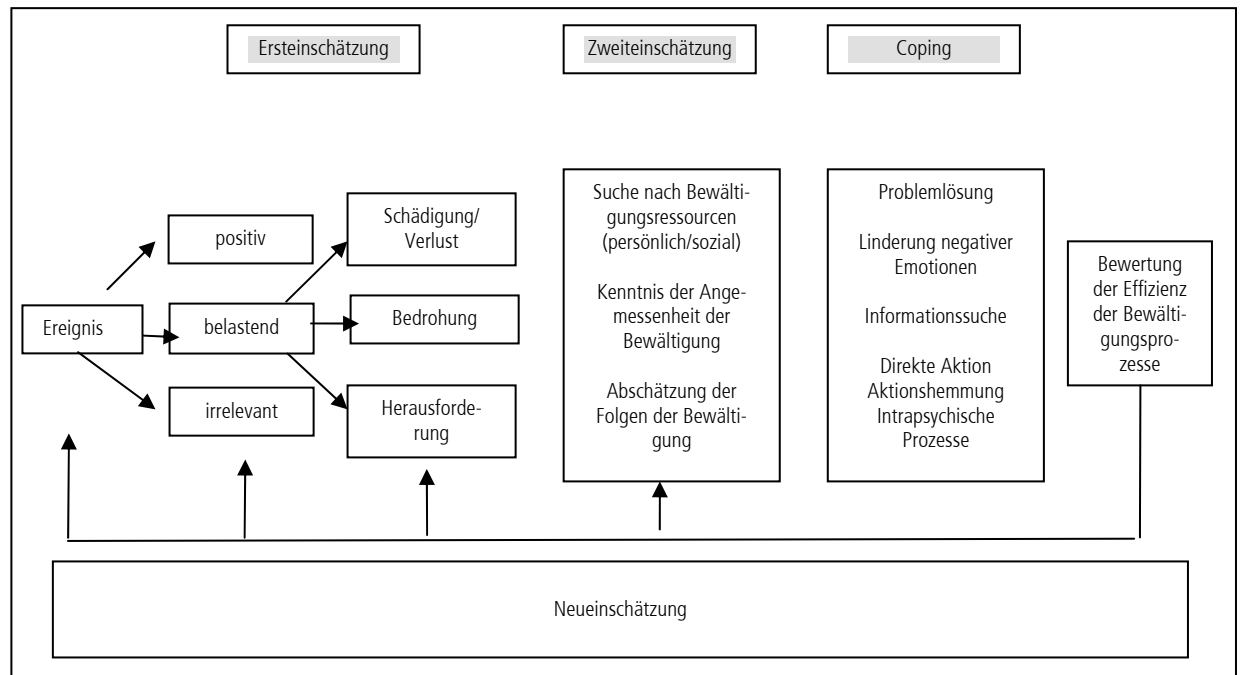 Ersteinschätzung
Zweiteinschätzung
Coping
Ereignis
positiv
belastend
irrelevant
Schädigung/
Verlust
Bedrohung
Herausforde-
rung
Suche nach Bewälti-
gungsressourcen
(persönlich/sozial)
Kenntnis der Ange-
messenheit der
Bewältigung
Abschätzung der
Folgen der Bewälti-
gung
Problemlösung
Linderung negativer
Emotionen
Informationssuche
Direkte Aktion
Aktionshemmung
Intrapsychische
Prozesse
Bewertung
der Effizienz
der Bewälti-
gungspro-
zesse
Neueinschätzung